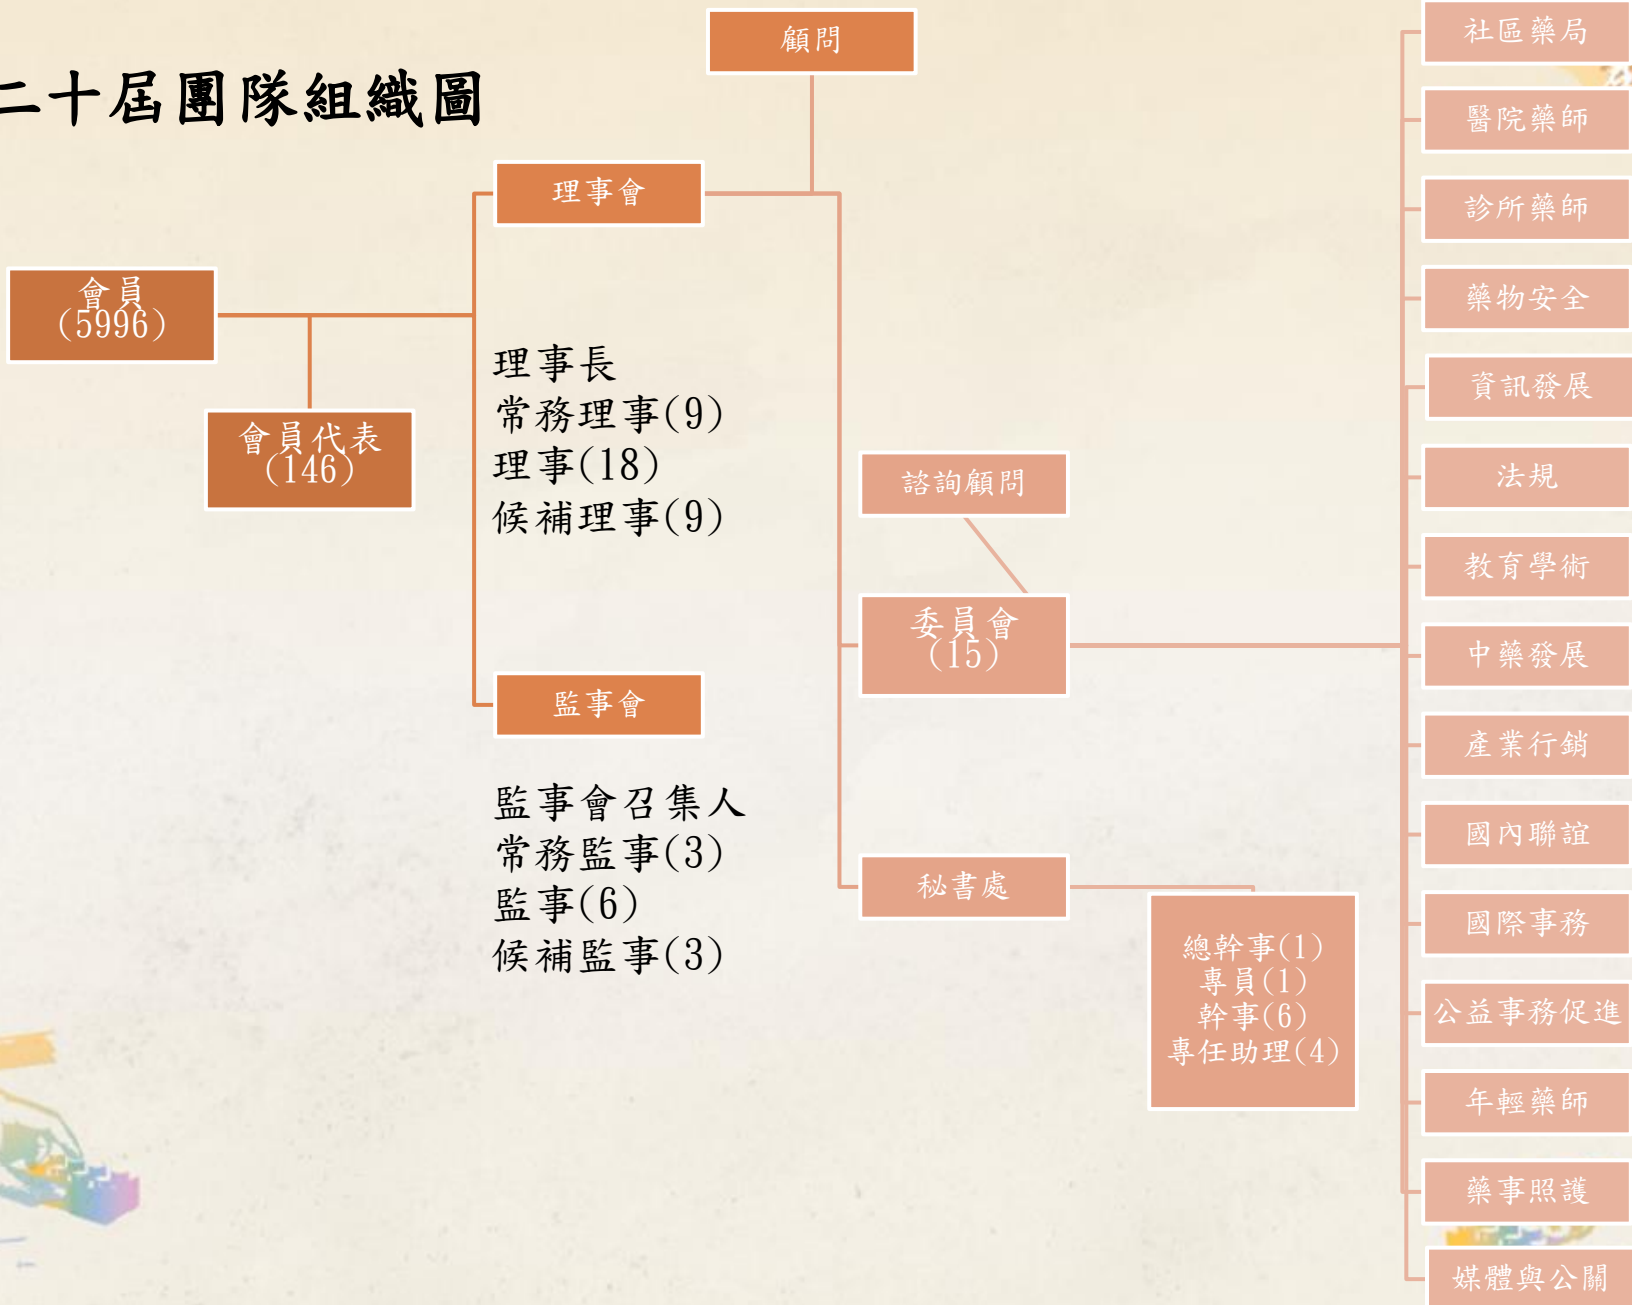 二十屆團隊組織圖
顧問
理事會
會員
(5996)
會員代表
(146)
理事長
常務理事(9)
理事(18)
候補理事(9)
監事會
監事會召集人
常務監事(3)
監事(6)
候補監事(3)
諮詢顧問
委員會
(15)
秘書處
總幹事(1)
專員(1)
幹事(6)
專任助理(4)
社區藥局
醫院藥師
診所藥師
藥物安全
資訊發展
法規
教育學術
中藥發展
產業行銷
國內聯誼
國際事務
公益事務促進
年輕藥師
藥事照護
媒體與公關